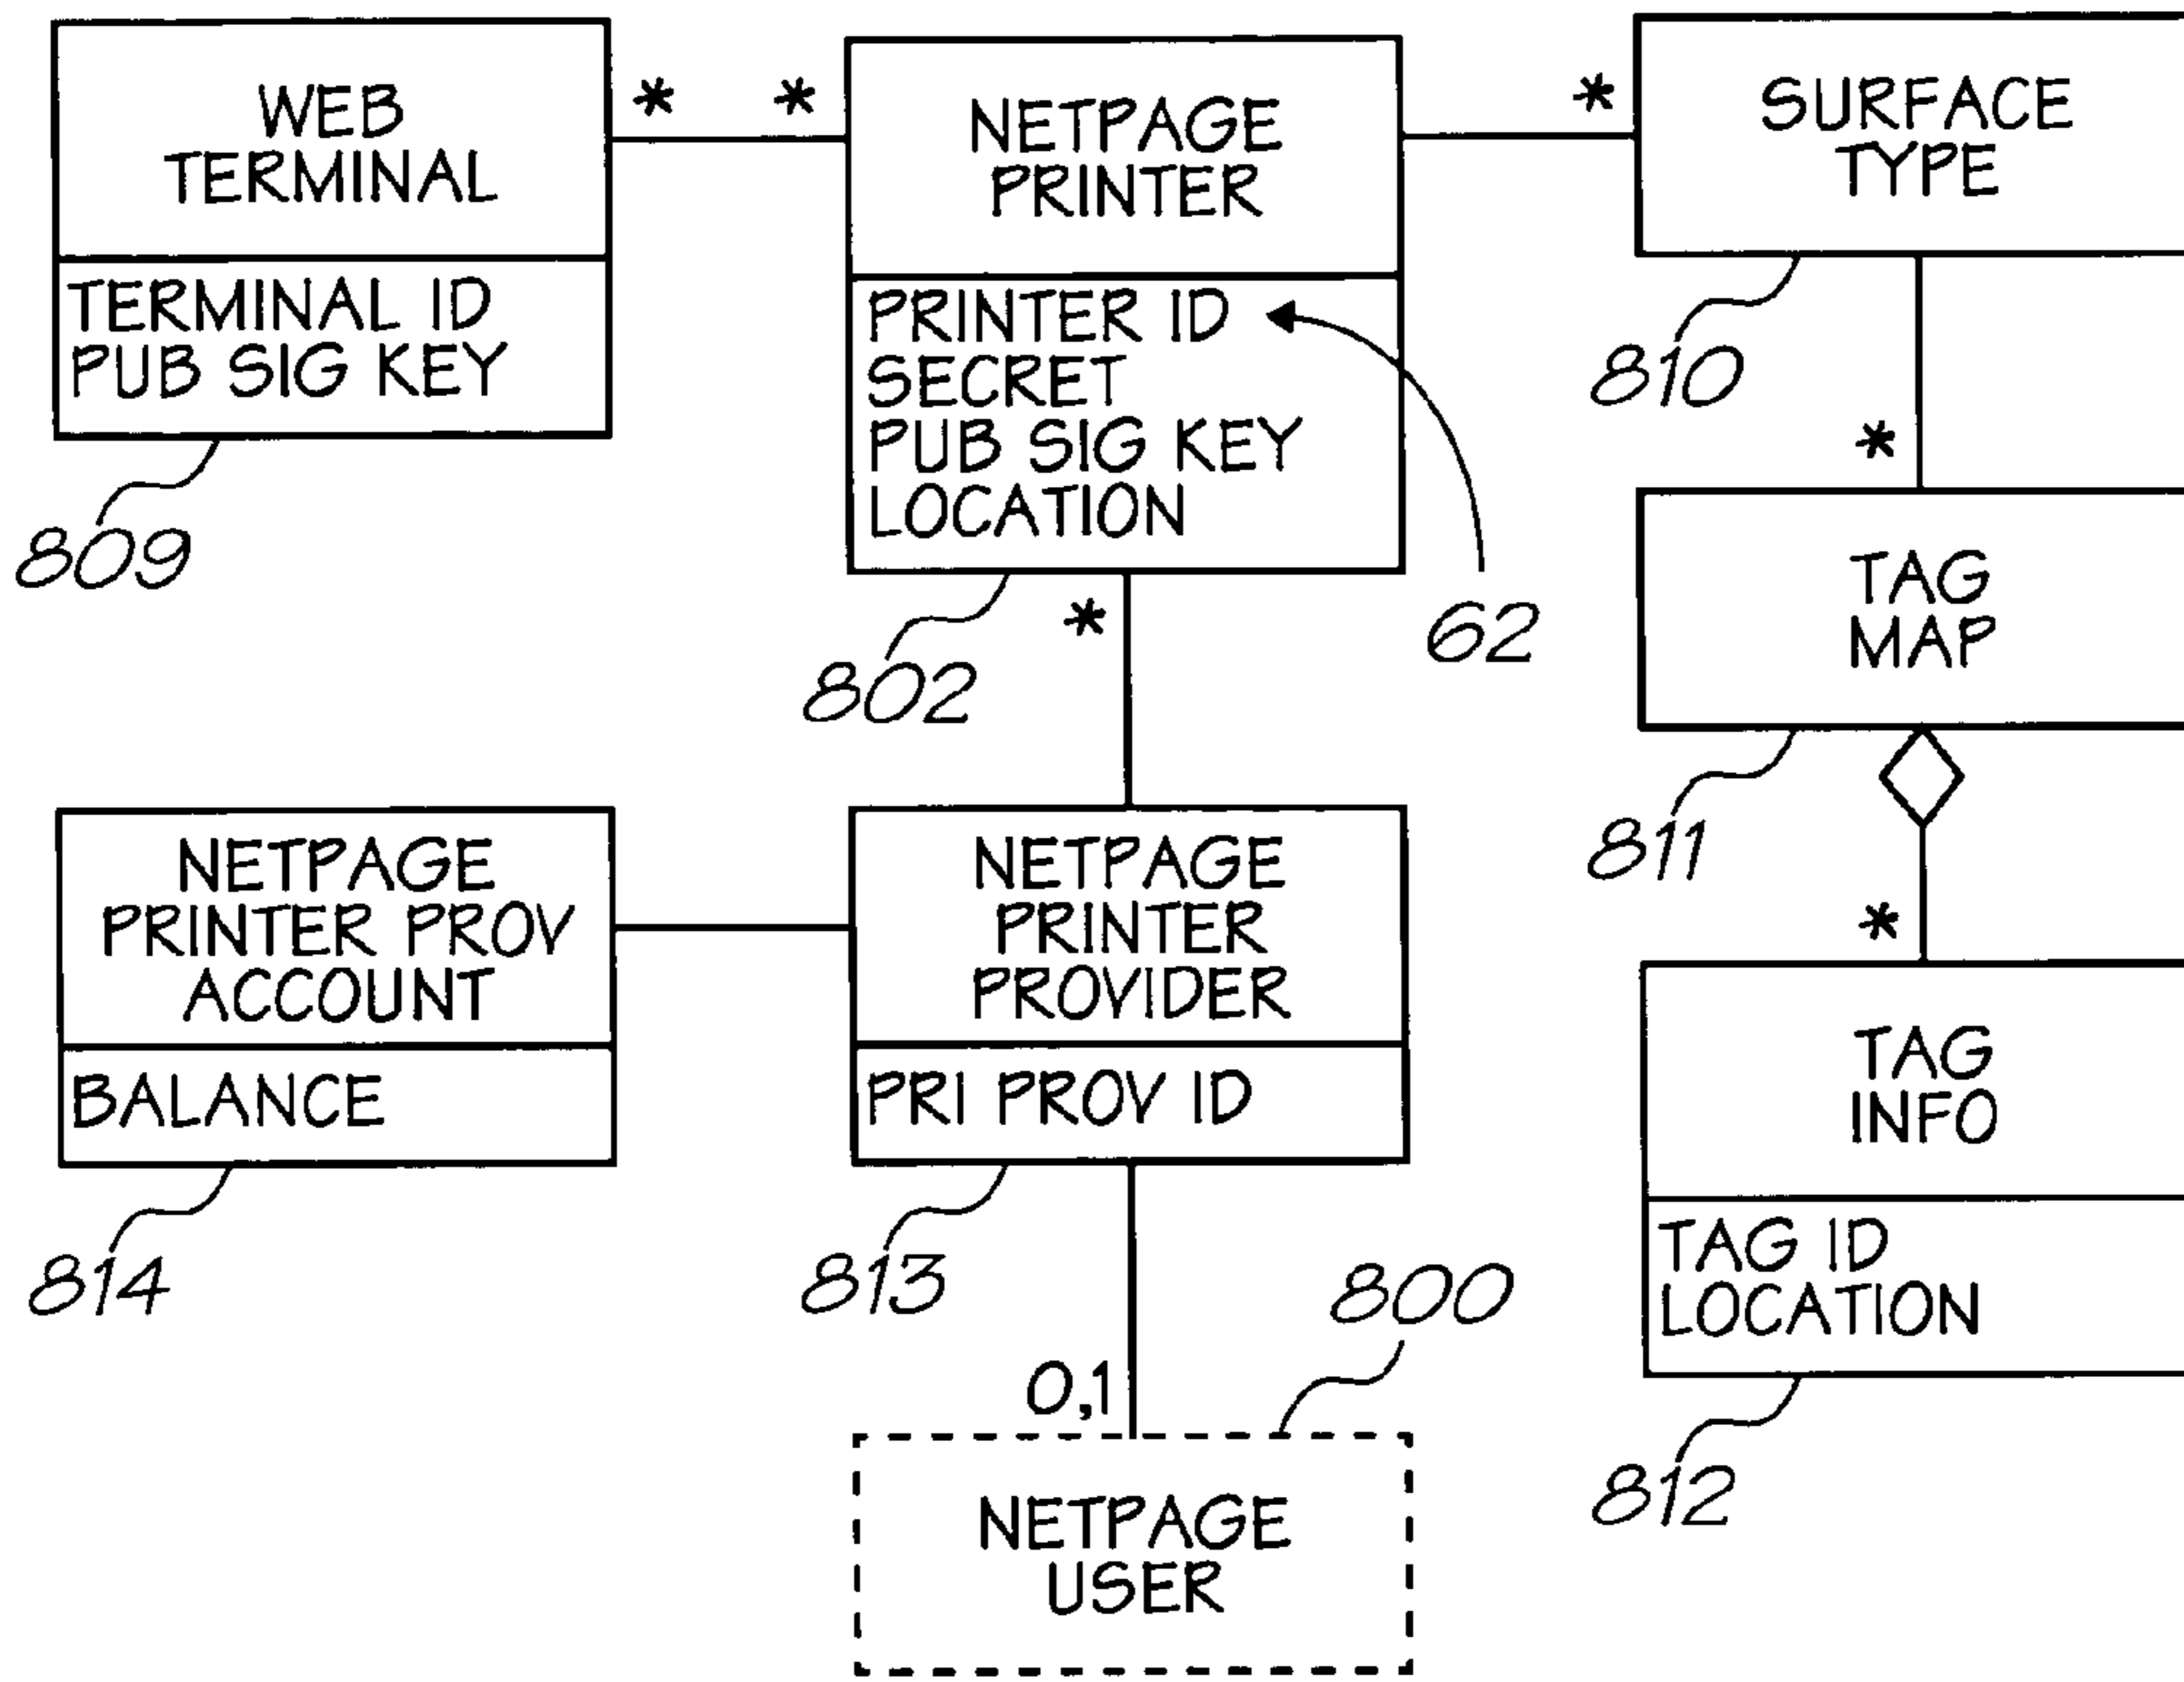 WEB
TERMINAL
TERMINAL ID
PUB SIG KEY
809
*
*
NETPAGE
PRINTER
PRINTER ID
SECRET
PUB SIG KEY
LOCATION
62
802
*
*
SURFACE
TYPE
810
*
TAG
MAP
811
*
TAG
INFO
TAG ID
LOCATION
812
NETPAGE
PRINTER PROV
ACCOUNT
BALANCE
814
NETPAGE
PRINTER
PROVIDER
PRI PROV ID
813
0,1
800
NETPAGE
USER